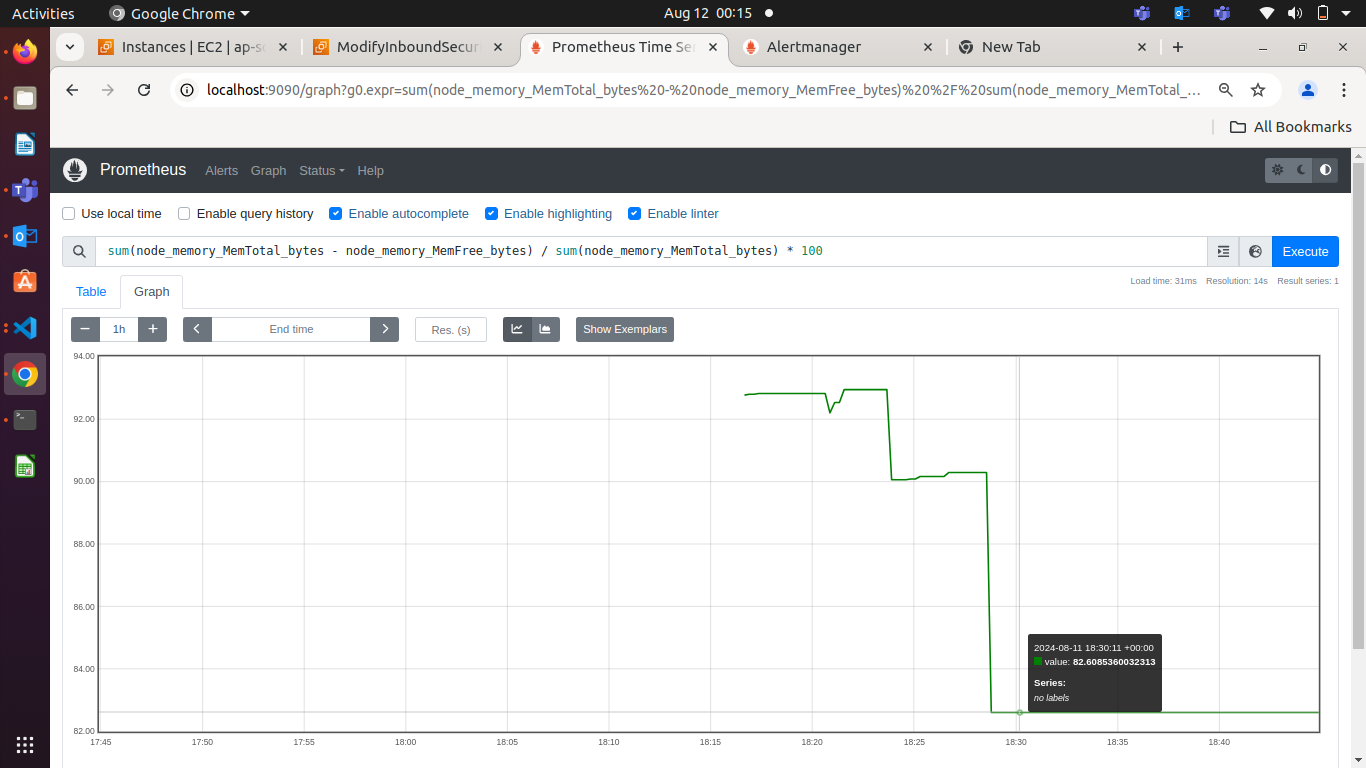 Activities Google Chrome Aug 12 00:15
Instances | EC2 | ap-so ModifyInboundSecuri Prometheus Time Ser Alertmanager New Tab
localhost:9090/graph?g0.expr=sum(node_memory_MemTotal_bytes%20-%20node_memory_MemFree_bytes)%20%2F%20sum(node_memory_MemTotal_...
All Bookmarks
Prometheus Alerts Graph Status Help
Use local time Enable query history Enable autocomplete Enable highlighting Enable linter
sum(node_memory_MemTotal_bytes - node_memory_MemFree_bytes) / sum(node_memory_MemTotal_bytes) * 100 Execute
Load time: 31ms Resolution: 14s Result series: 1
Table Graph
1h End time Res. (s) Show Exemplars
94.00
92.00
90.00
88.00
86.00
2024-08-11 18:30:11 +00:00
value: 82.6085360032313
84.00
Series:
no labels
82.00
17:45 17:50 17:55 18:00 18:05 18:10 18:15 18:20 18:25 18:30 18:35 18:40